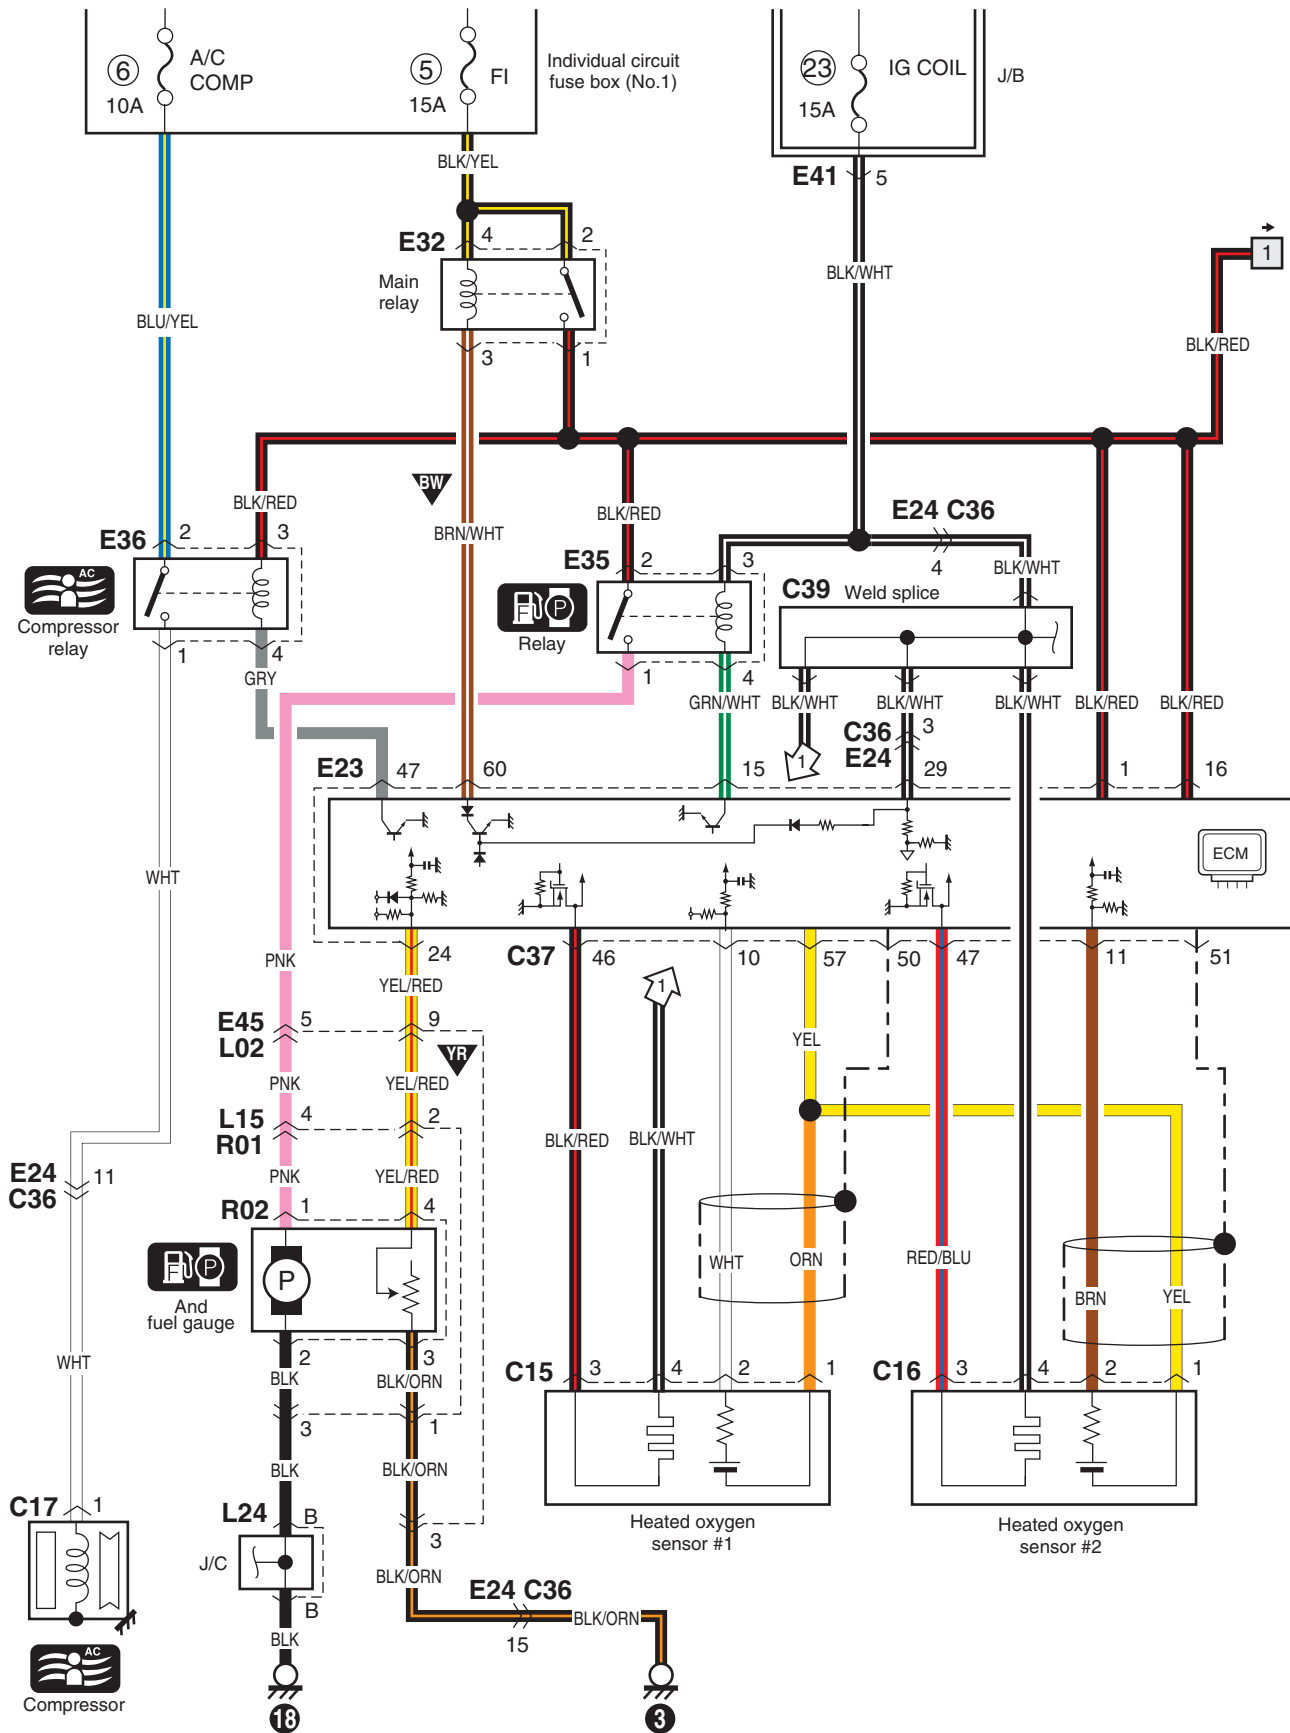 6
10A
A/C
COMP
5
15A
FI
Individual circuit
fuse box (No.1)
23
15A
IG COIL
J/B
BLK/YEL
E41 5
E32 4 2
1
Main
relay
BLK/WHT
BLU/YEL
3 1
BLK/RED
BW
BLK/RED
BLK/RED
E24 C36
BRN/WHT
E36 2 3
E35 2 3
4
BLK/WHT
AC
Compressor
relay
F P
Relay
C39 Weld splice
1 4
1 4
GRY
GRN/WHT
BLK/WHT
BLK/WHT
BLK/WHT
BLK/RED
BLK/RED
C36 3
E24
1
E23 47 60 15 29 1 16
ECM
WHT
24
C37 46 10 57 50 47 11 51
PNK
YEL/RED
1
E45 5 9
L02
YEL
YR
PNK
YEL/RED
L15 4 2
R01
BLK/RED
BLK/WHT
E24 11
C36
PNK
YEL/RED
R02 1 4
F P
And
fuel gauge
P
WHT
ORN
RED/BLU
BRN
YEL
2 3
WHT
BLK
BLK/ORN
C15 3 4 2 1
C16 3 4 2 1
3 1
BLK
BLK/ORN
C17 1
L24 B
Heated oxygen
sensor #1
Heated oxygen
sensor #2
3
J/C
BLK/ORN
B
E24 C36
BLK/ORN
15
BLK
AC
Compressor
18
3